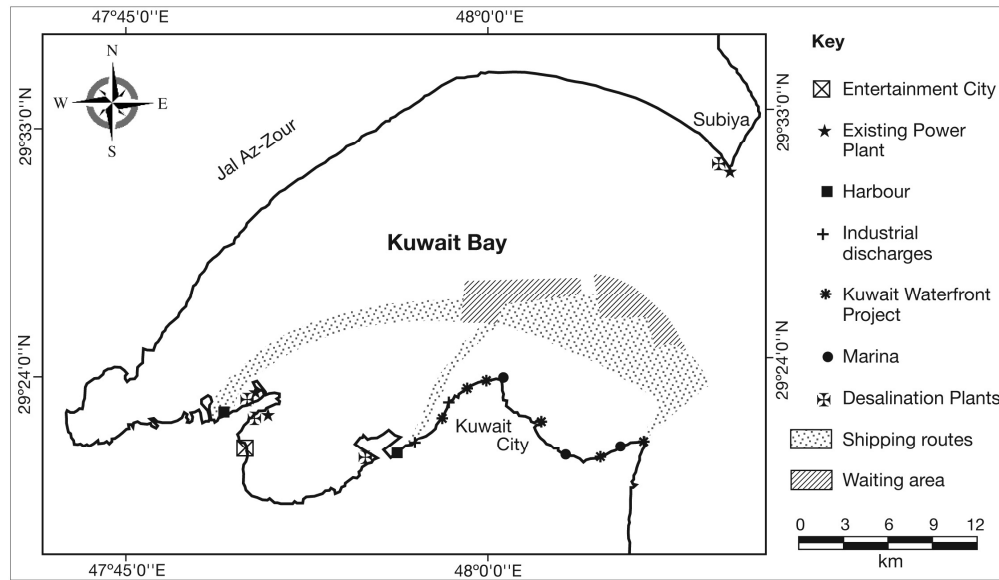 47°45'0''E
48°0'0''E
N
W
E
S
29°33'0''N
29°33'0''N
Subiya
Jal Az-Zour
Kuwait Bay
29°24'0''N
29°24'0''N
Kuwait
City
47°45'0''E
48°0'0''E
Key
Entertainment City
Existing Power
Plant
Harbour
Industrial
discharges
Kuwait Waterfront
Project
Marina
Desalination Plants
Shipping routes
Waiting area
0 3 6 9 12
km